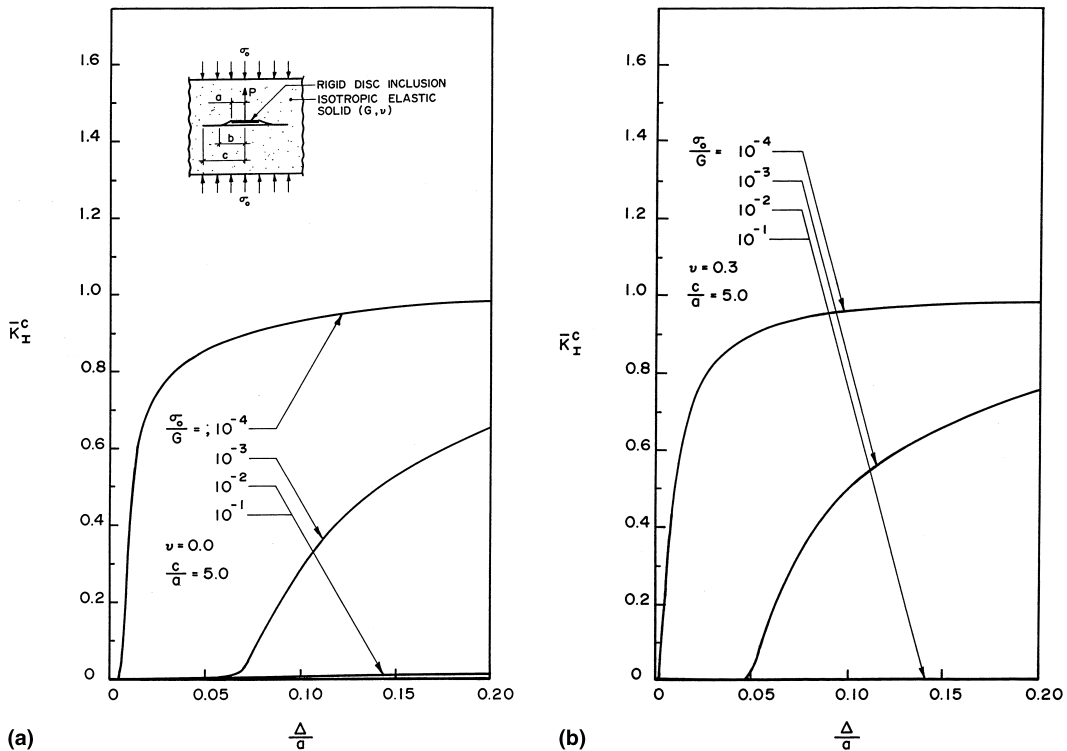 σ₀
P
a
b
c
σ₀
RIGID DISC INCLUSION
ISOTROPIC ELASTIC
SOLID (G,ν)
1.6
1.4
1.2
1.0
0.8
0.6
0.4
0.2
0
K̄ᶜ_I
σ₀/G = ; 10⁻⁴
10⁻³
10⁻²
10⁻¹
ν = 0.0
c/a = 5.0
0
0.05
0.10
0.15
0.20
Δ/a
(a)
1.6
1.4
1.2
1.0
0.8
0.6
0.4
0.2
0
K̄ᶜ_I
σ₀/G = 10⁻⁴
10⁻³
10⁻²
10⁻¹
ν = 0.3
c/a = 5.0
0
0.05
0.10
0.15
0.20
Δ/a
(b)